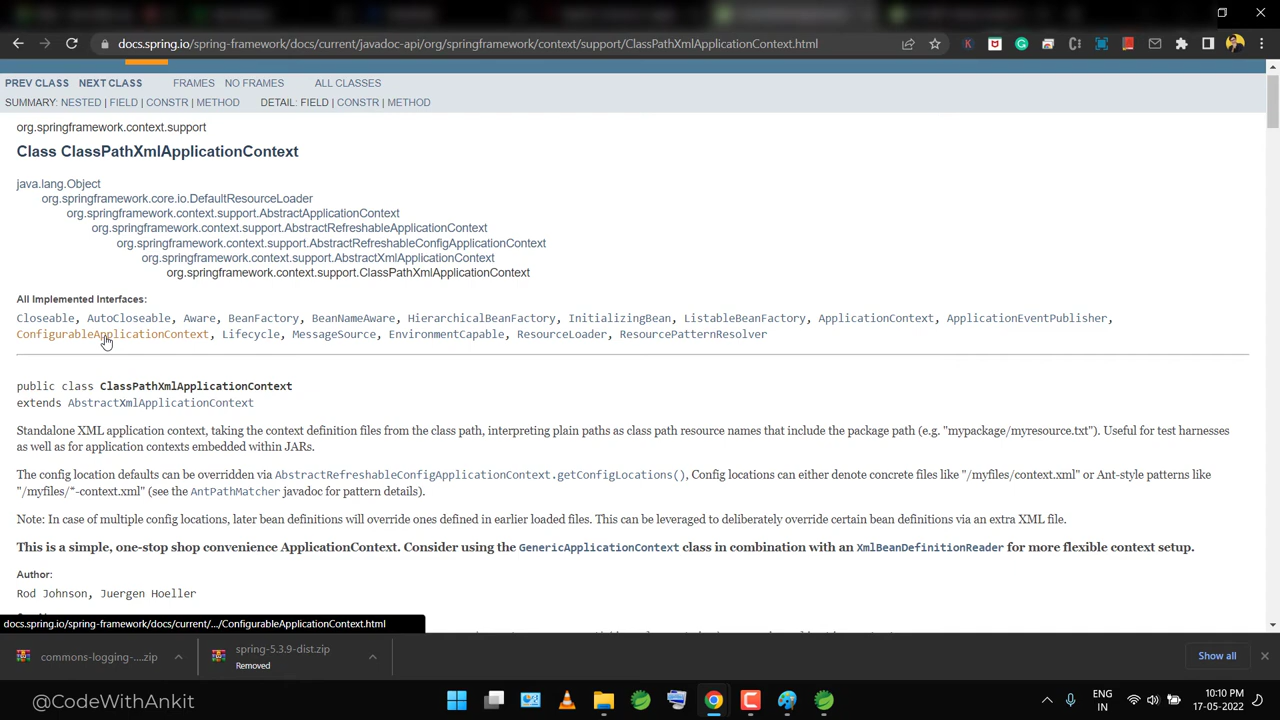 docs.spring.io/spring-framework/docs/current/javadoc-api/org/springframework/context/support/ClassPathXmlApplicationContext.html
PREV CLASS NEXT CLASS FRAMES NO FRAMES ALL CLASSES
SUMMARY: NESTED | FIELD | CONSTR | METHOD DETAIL: FIELD | CONSTR | METHOD
org.springframework.context.support
Class ClassPathXmlApplicationContext
java.lang.Object
org.springframework.core.io.DefaultResourceLoader
org.springframework.context.support.AbstractApplicationContext
org.springframework.context.support.AbstractRefreshableApplicationContext
org.springframework.context.support.AbstractRefreshableConfigApplicationContext
org.springframework.context.support.AbstractXmlApplicationContext
org.springframework.context.support.ClassPathXmlApplicationContext
All Implemented Interfaces:
Closeable, AutoCloseable, Aware, BeanFactory, BeanNameAware, HierarchicalBeanFactory, InitializingBean, ListableBeanFactory, ApplicationContext, ApplicationEventPublisher,
ConfigurableApplicationContext, Lifecycle, MessageSource, EnvironmentCapable, ResourceLoader, ResourcePatternResolver
public class ClassPathXmlApplicationContext
extends AbstractXmlApplicationContext
Standalone XML application context, taking the context definition files from the class path, interpreting plain paths as class path resource names that include the package path (e.g. "mypackage/myresource.txt"). Useful for test harnesses
as well as for application contexts embedded within JARs.
The config location defaults can be overridden via AbstractRefreshableConfigApplicationContext.getConfigLocations(), Config locations can either denote concrete files like "/myfiles/context.xml" or Ant-style patterns like
"/myfiles/*-context.xml" (see the AntPathMatcher javadoc for pattern details).
Note: In case of multiple config locations, later bean definitions will override ones defined in earlier loaded files. This can be leveraged to deliberately override certain bean definitions via an extra XML file.
This is a simple, one-stop shop convenience ApplicationContext. Consider using the GenericApplicationContext class in combination with an XmlBeanDefinitionReader for more flexible context setup.
Author:
Rod Johnson, Juergen Hoeller
docs.spring.io/spring-framework/docs/current/.../ConfigurableApplicationContext.html
commons-logging-....zip
spring-5.3.9-dist.zip
Removed
Show all
@CodeWithAnkit
ENG
IN
10:10 PM
17-05-2022